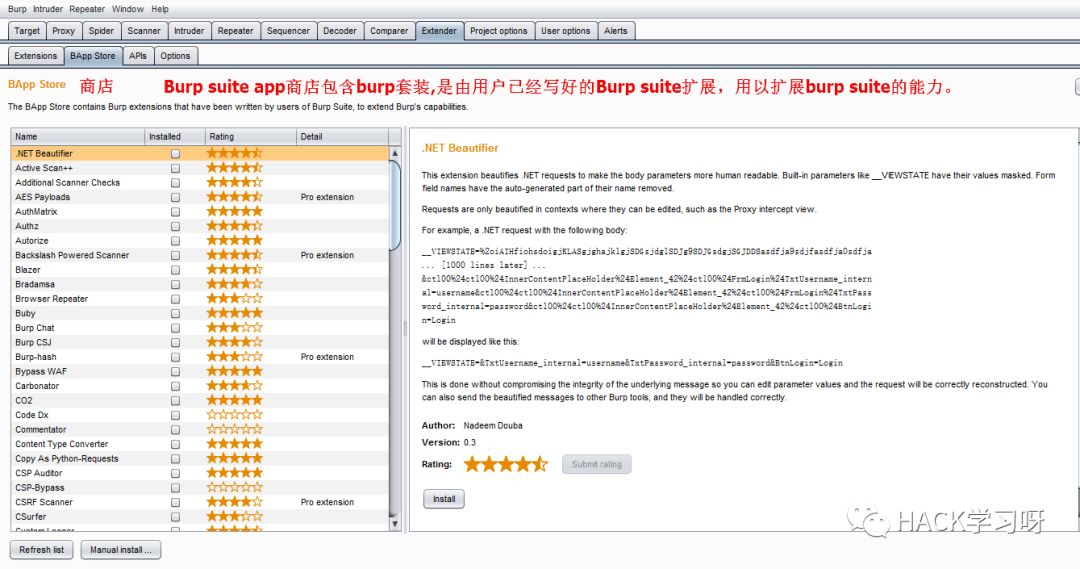 Burp Intruder Repeater Window Help
Target Proxy Spider Scanner Intruder Repeater Sequencer Decoder Comparer Extender Project options User options Alerts
Extensions BApp Store APIs Options
BApp Store 商店 Burp suite app商店包含burp套装,是由用户已经写好的Burp suite扩展，用以扩展burp suite的能力。
The BApp Store contains Burp extensions that have been written by users of Burp Suite, to extend Burp's capabilities.
Name Installed Rating Detail
.NET Beautifier
Active Scan++
Additional Scanner Checks
AES Payloads Pro extension
AuthMatrix
Authz
Autorize
Backslash Powered Scanner Pro extension
Blazer
Bradamsa
Browser Repeater
Buby
Burp Chat
Burp CSJ
Burp-hash Pro extension
Bypass WAF
Carbonator
CO2
Code Dx
Commentator
Content Type Converter
Copy As Python-Requests
CSP Auditor
CSP-Bypass
CSRF Scanner Pro extension
CSurfer
Custom Logger
.NET Beautifier
This extension beautifies .NET requests to make the body parameters more human readable. Built-in parameters like __VIEWSTATE have their values masked. Form
field names have the auto-generated part of their name removed.
Requests are only beautified in contexts where they can be edited, such as the Proxy intercept view.
For example, a .NET request with the following body:
... [1000 lines later] ...
&ctl00%24ctl00%24InnerContentPlaceHolder%24Element_42%24ctl00%24FrmLogin%24TxtUsername_intern
al=username&ctl00%24ctl00%24InnerContentPlaceHolder%24Element_42%24ctl00%24FrmLogin%24TxtPass
word_internal=password&ctl00%24ctl00%24InnerContentPlaceHolder%24Element_42%24ctl00%24BtnLogi
n=Login
will be displayed like this:
__VIEWSTATE=&TxtUsername_internal=username&TxtPassword_internal=password&BtnLogin=Login
This is done without compromising the integrity of the underlying message so you can edit parameter values and the request will be correctly reconstructed. You
can also send the beautified messages to other Burp tools, and they will be handled correctly.
Author: Nadeem Douba
Version: 0.3
Rating: Submit rating
Install
Refresh list Manual install ...
HACK学习呀